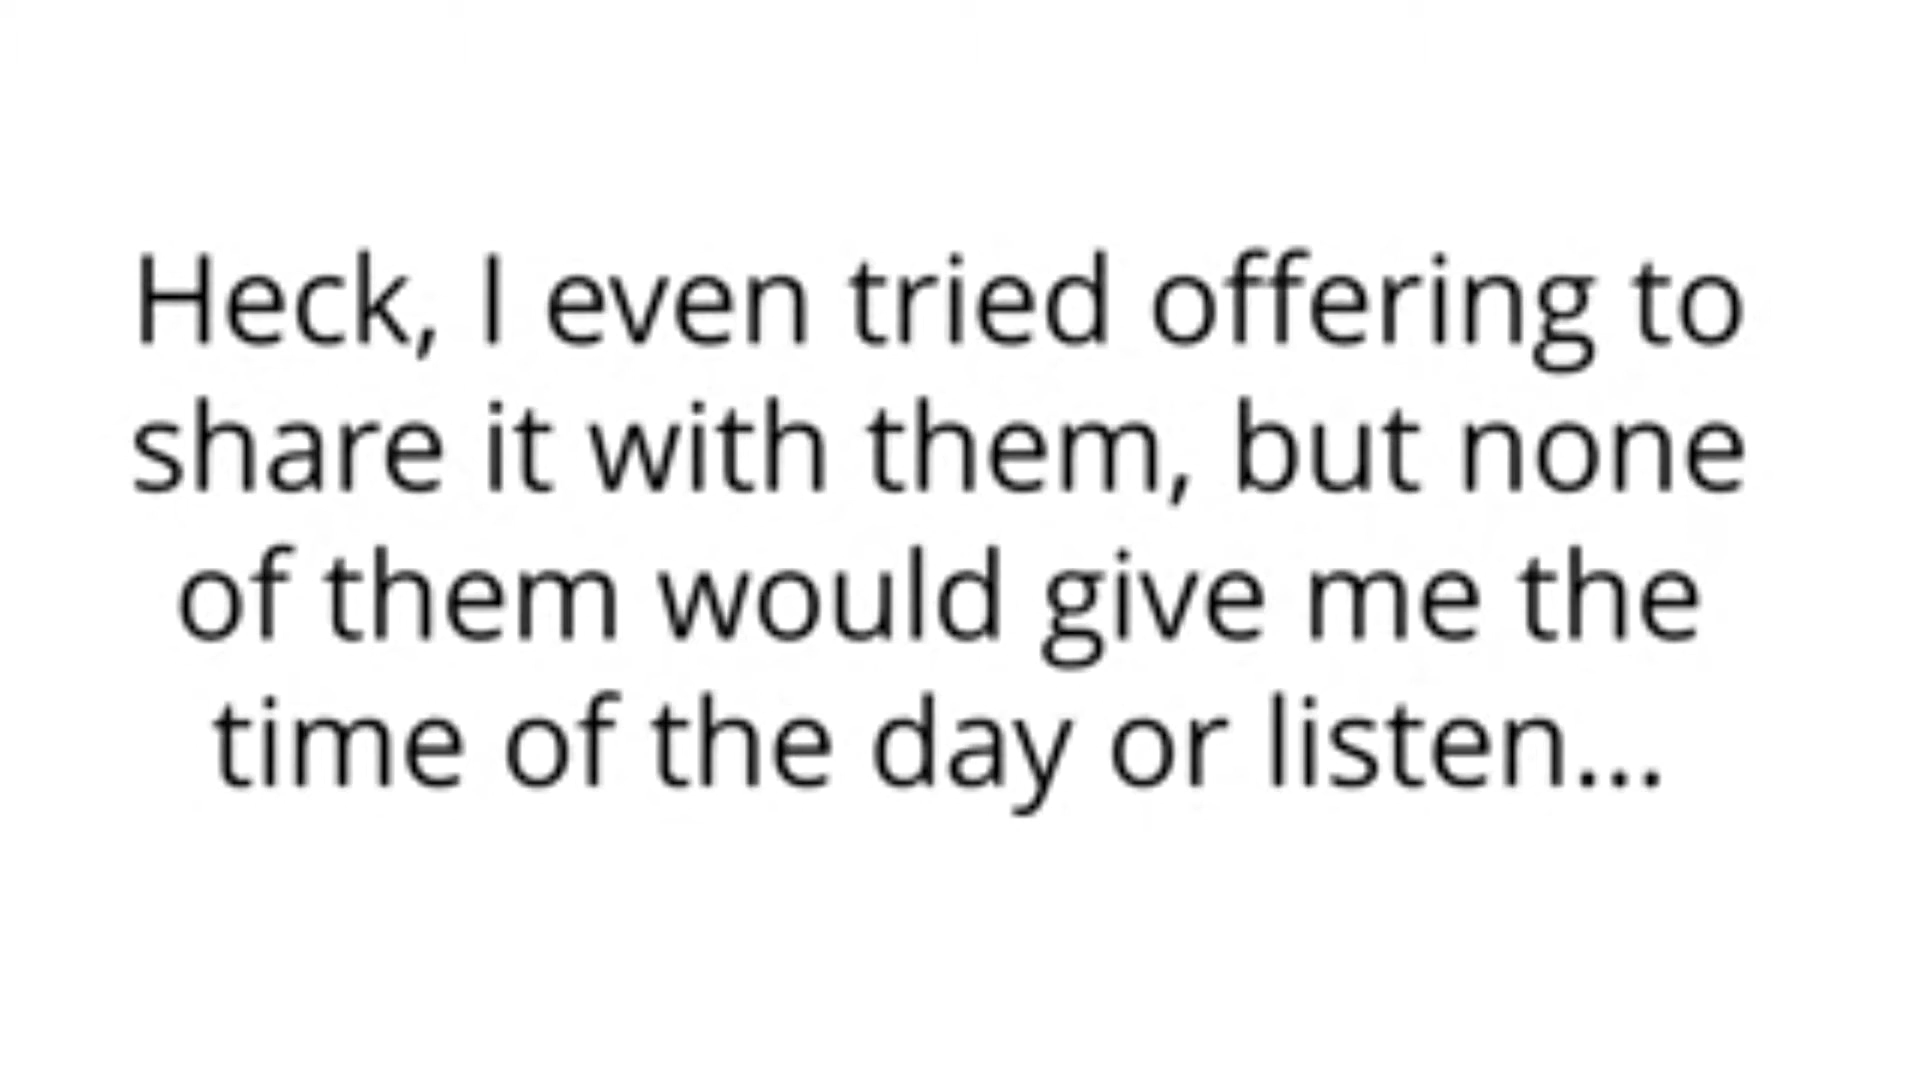 Heck, I even tried offering to
share it with them, but none
of them would give me the
time of the day or listen...